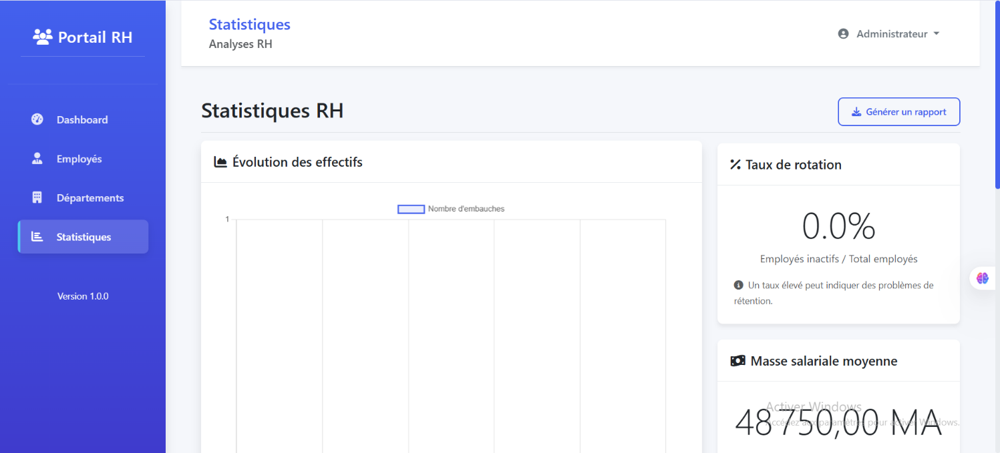 Portail RH
Dashboard
Employés
Départements
Statistiques
Version 1.0.0
Statistiques
Analyses RH
Administrateur
Statistiques RH
Générer un rapport
Évolution des effectifs
Nombre d'embauches
1
Taux de rotation
0.0%
Employés inactifs / Total employés
Un taux élevé peut indiquer des problèmes de
rétention.
Masse salariale moyenne
48 750,00 MA
Activer Windows
Accédez aux paramètres pour activer Windows.